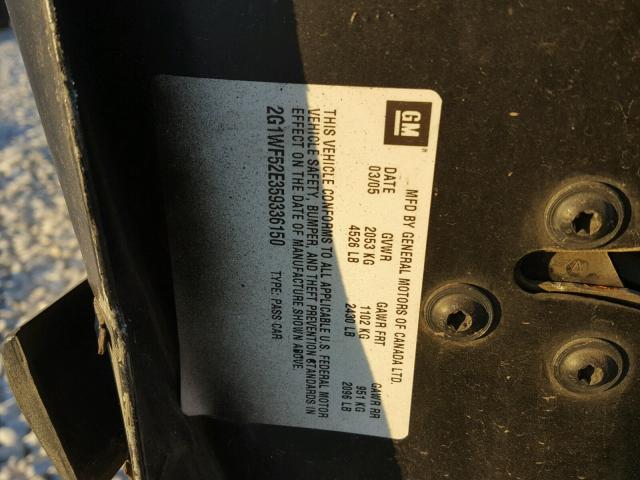 GM®
MFD BY GENERAL MOTORS OF CANADA LTD.
DATE GVWR GAWR FRT GAWR RR
03/05 2053 KG 1102 KG 951 KG
4526 LB 2430 LB 2096 LB
THIS VEHICLE CONFORMS TO ALL APPLICABLE U.S. FEDERAL MOTOR
VEHICLE SAFETY, BUMPER, AND THEFT PREVENTION STANDARDS IN
EFFECT ON THE DATE OF MANUFACTURE SHOWN ABOVE.
2G1WF52E359336150 TYPE: PASS CAR